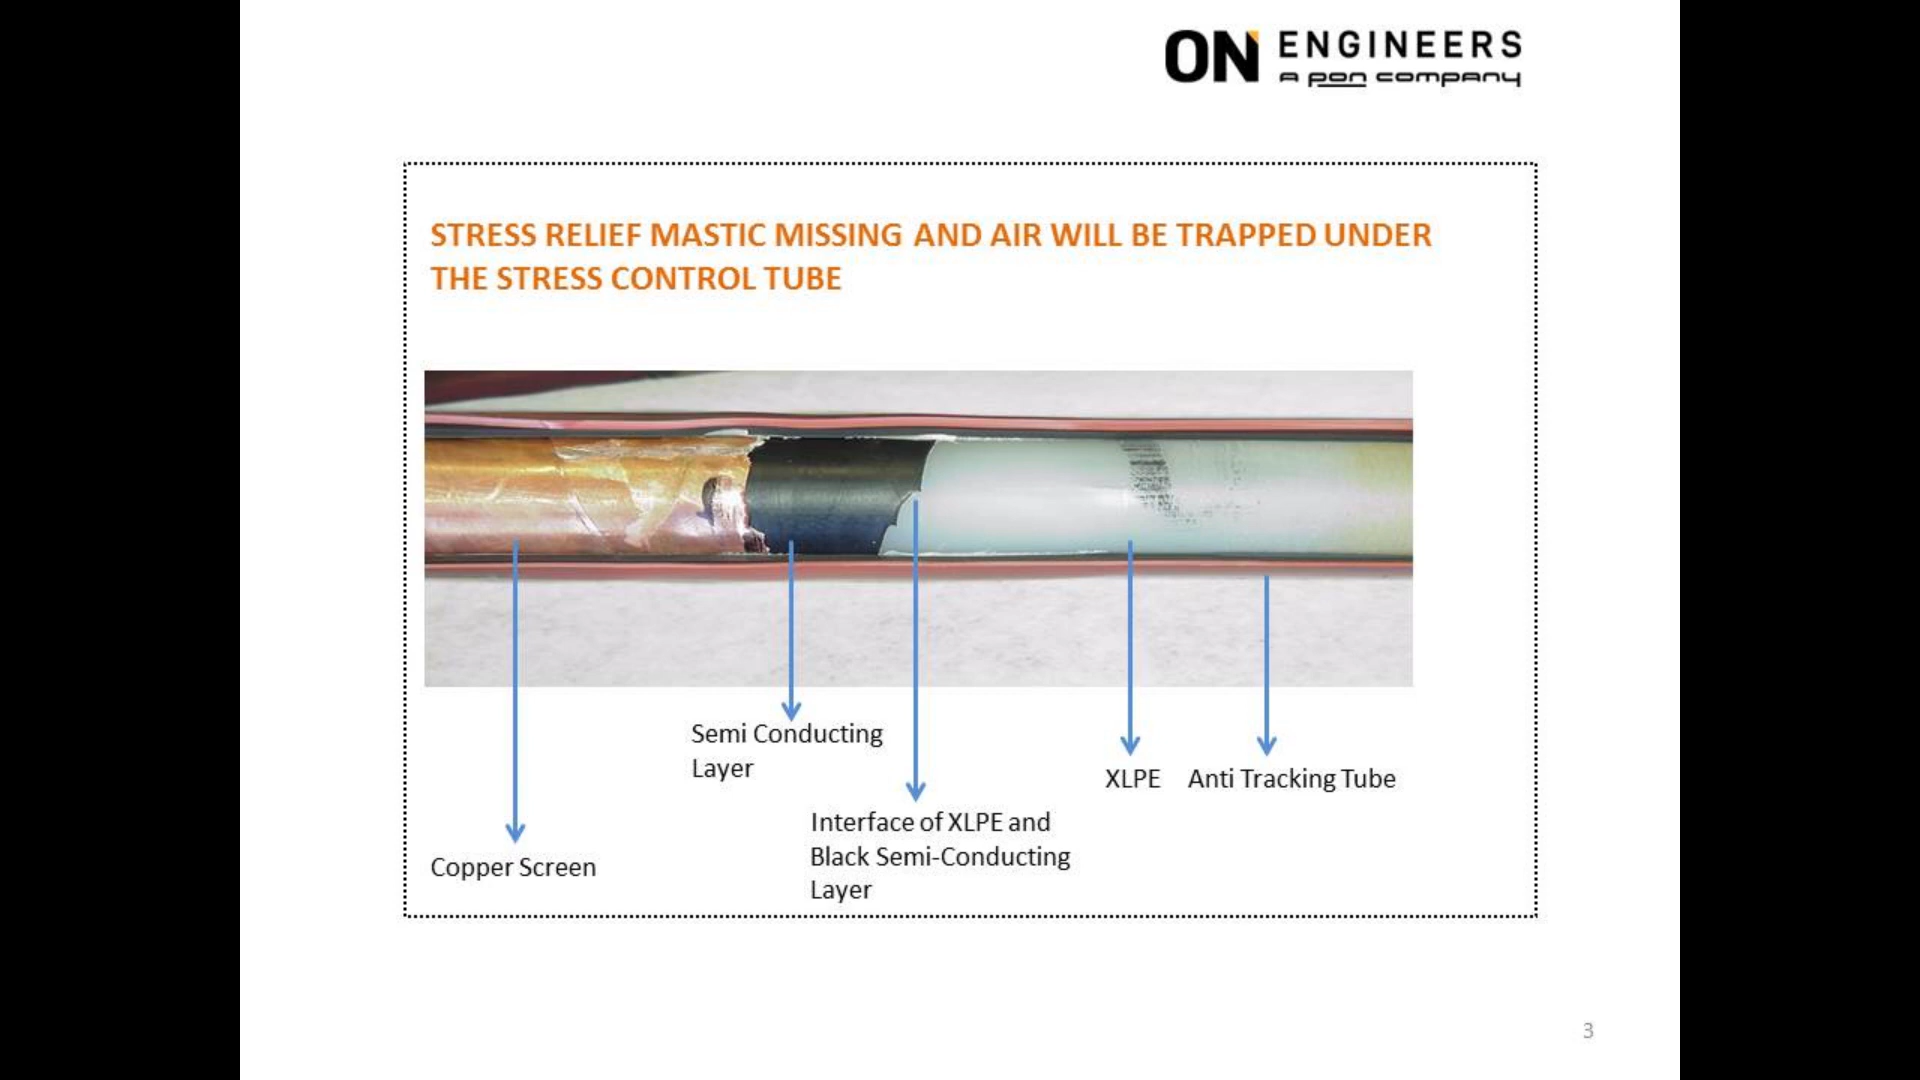 ON ENGINEERS
a pon company
STRESS RELIEF MASTIC MISSING AND AIR WILL BE TRAPPED UNDER
THE STRESS CONTROL TUBE
Semi Conducting
Layer
XLPE
Anti Tracking Tube
Interface of XLPE and
Black Semi-Conducting
Layer
Copper Screen
3